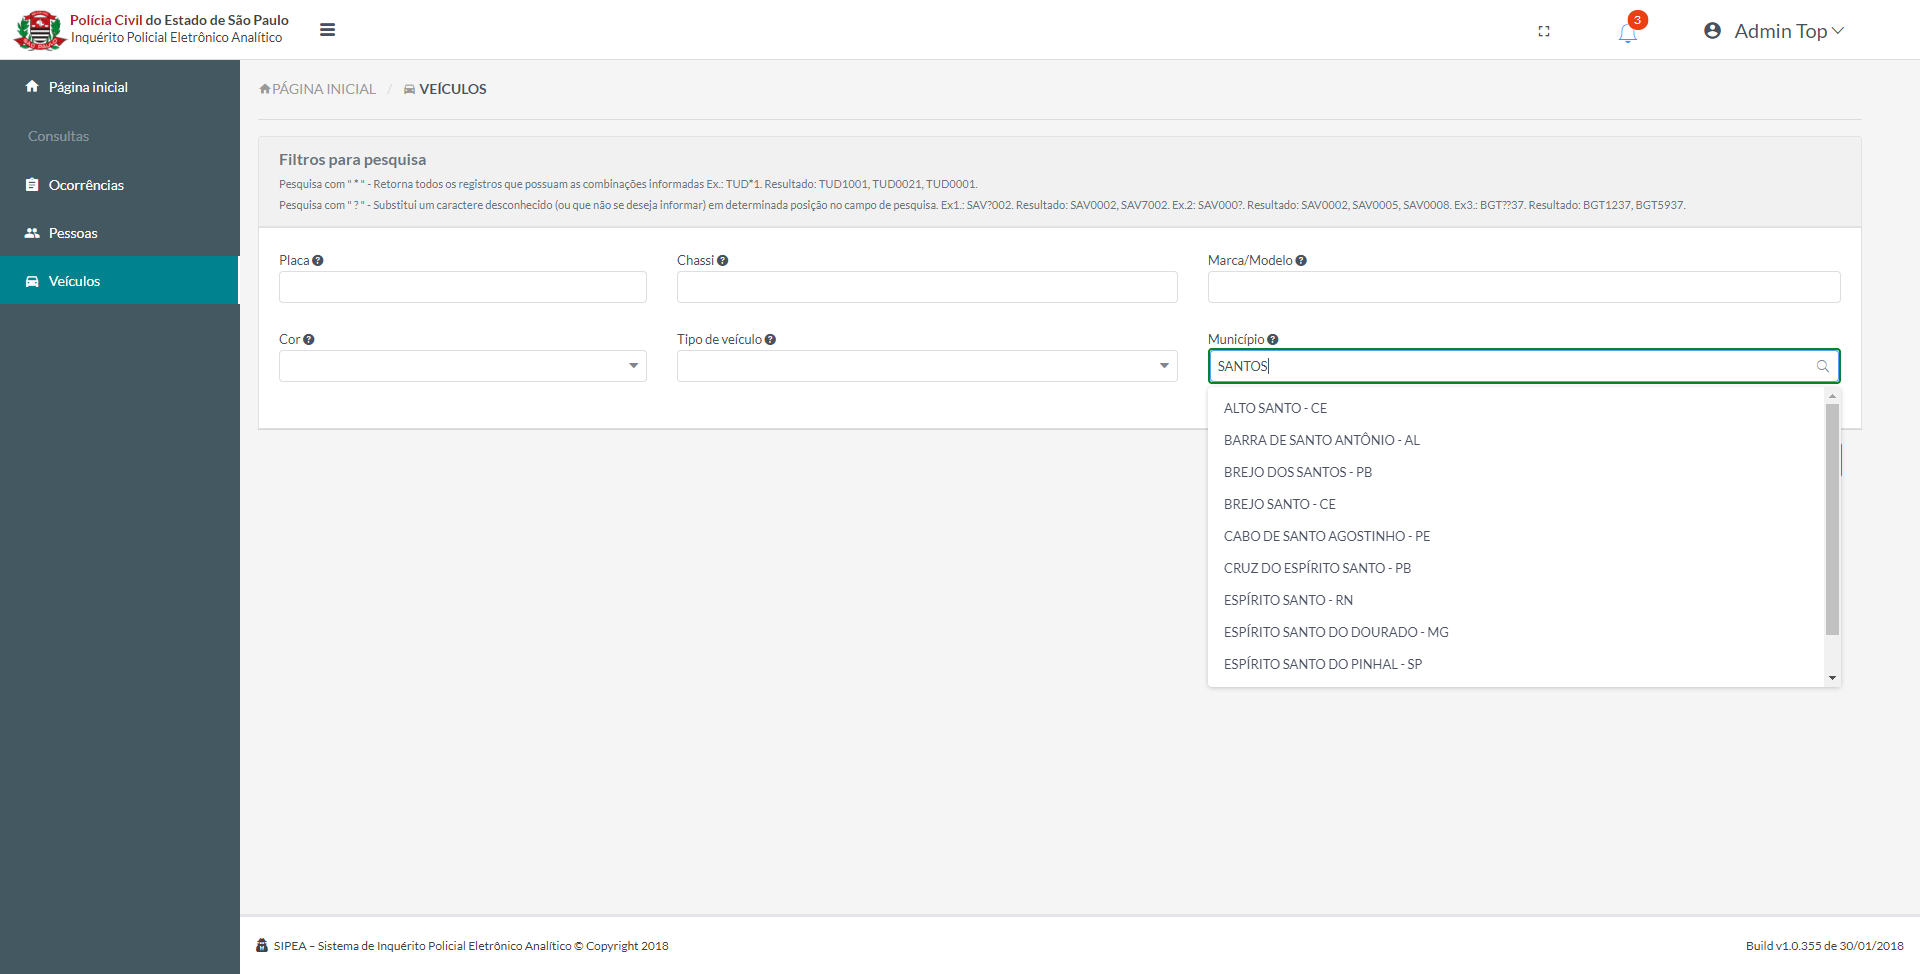 Polícia Civil do Estado de São Paulo
Inquérito Policial Eletrônico Analítico
3
Admin Top
Página inicial
Consultas
Ocorrências
Pessoas
Veículos
PÁGINA INICIAL / VEÍCULOS
Filtros para pesquisa
Pesquisa com " * " - Retorna todos os registros que possuam as combinações informadas Ex.: TUD*1. Resultado: TUD1001, TUD0021, TUD0001.
Pesquisa com " ? " - Substitui um caractere desconhecido (ou que não se deseja informar) em determinada posição no campo de pesquisa. Ex1.: SAV?002. Resultado: SAV0002, SAV7002. Ex.2: SAV000?. Resultado: SAV0002, SAV0005, SAV0008. Ex3.: BGT??37. Resultado: BGT1237, BGT5937.
Placa
Chassi
Marca/Modelo
Cor
Tipo de veículo
Município
SANTOS
ALTO SANTO - CE
BARRA DE SANTO ANTÔNIO - AL
BREJO DOS SANTOS - PB
BREJO SANTO - CE
CABO DE SANTO AGOSTINHO - PE
CRUZ DO ESPÍRITO SANTO - PB
ESPÍRITO SANTO - RN
ESPÍRITO SANTO DO DOURADO - MG
ESPÍRITO SANTO DO PINHAL - SP
SIPEA – Sistema de Inquérito Policial Eletrônico Analítico © Copyright 2018
Build v1.0.355 de 30/01/2018